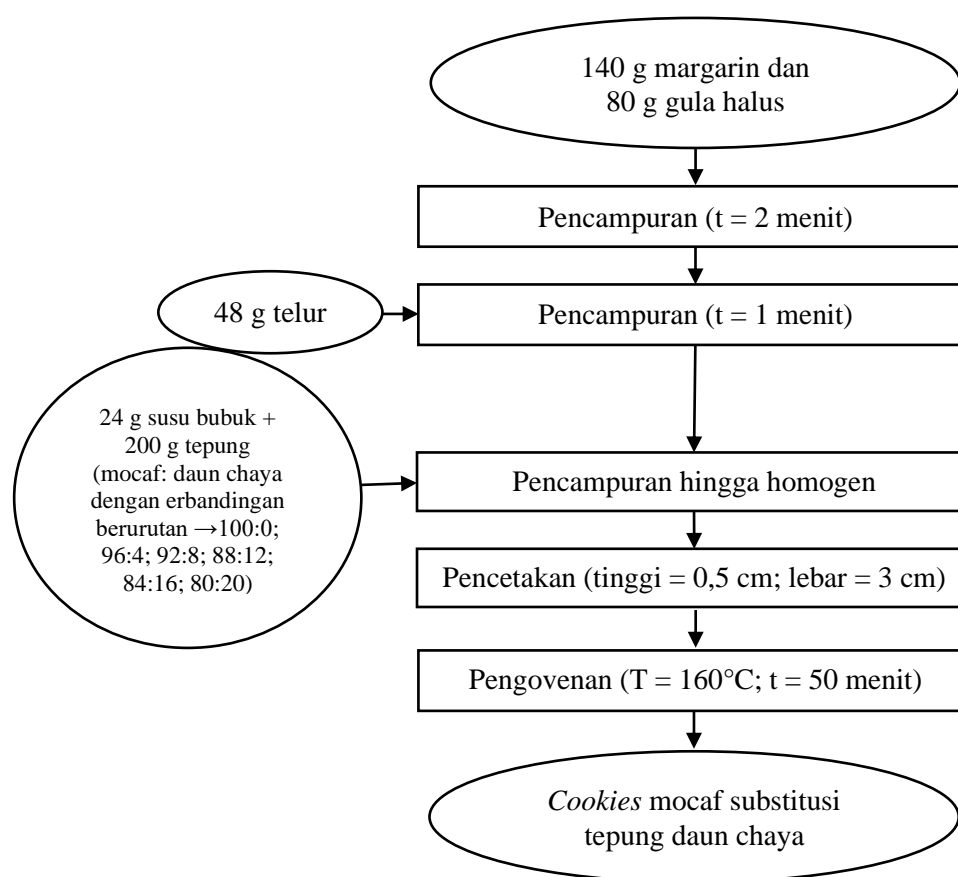 140 g margarin dan
80 g gula halus
Pencampuran (t = 2 menit)
48 g telur
Pencampuran (t = 1 menit)
24 g susu bubuk +
200 g tepung
(mocaf: daun chaya
dengan erbandingan
berurutan →100:0;
96:4; 92:8; 88:12;
84:16; 80:20)
Pencampuran hingga homogen
Pencetakan (tinggi = 0,5 cm; lebar = 3 cm)
Pengovenan (T = 160°C; t = 50 menit)
Cookies mocaf substitusi
tepung daun chaya